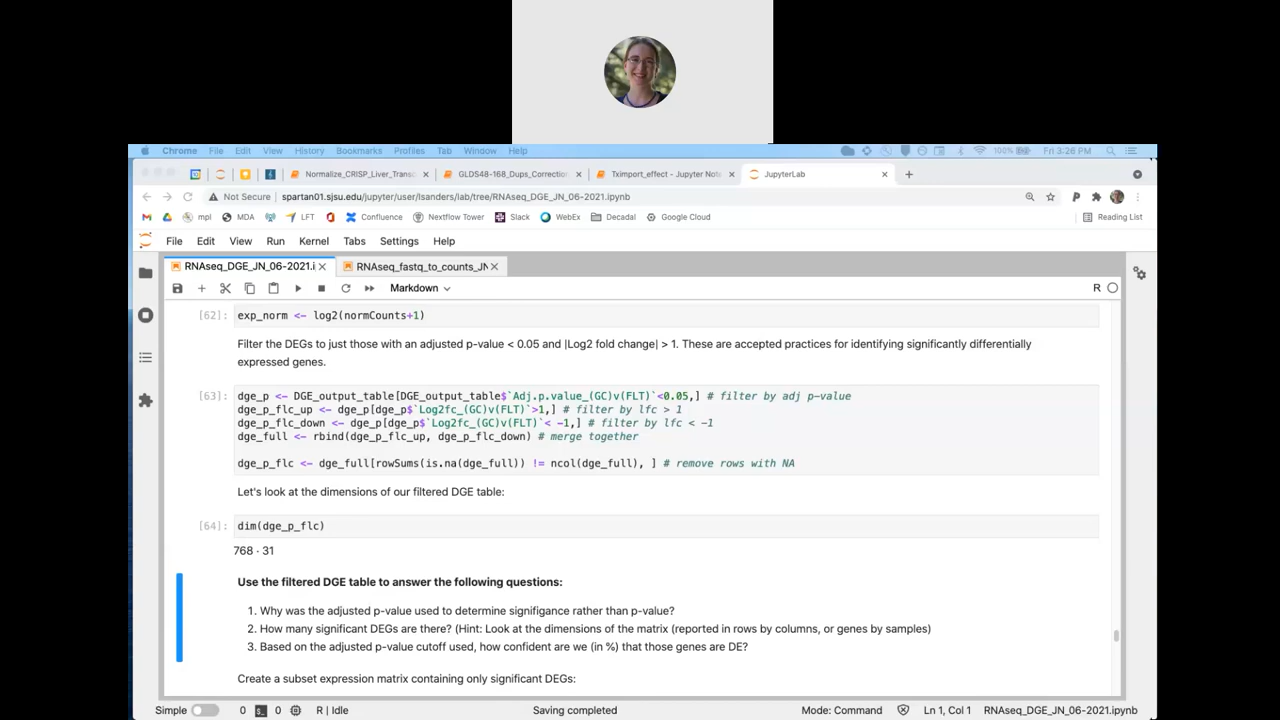 Chrome File Edit View History Bookmarks Profiles Tab Window Help 100% Fri 3:26 PM
Normalize_CRISP_Liver_Transc × GLDS48-168_Dups_Correction × Tximport_effect - Jupyter Note × JupyterLab × +
Not Secure | spartan01.sjsu.edu/jupyter/user/lsanders/lab/tree/RNAseq_DGE_JN_06-2021.ipynb
mpl MDA LFT Confluence Nextflow Tower Slack WebEx Decadal Google Cloud Reading List
File Edit View Run Kernel Tabs Settings Help
RNAseq_DGE_JN_06-2021.i × RNAseq_fastq_to_counts_JN ×
Markdown R
[62]: exp_norm <- log2(normCounts+1)
Filter the DEGs to just those with an adjusted p-value < 0.05 and |Log2 fold change| > 1. These are accepted practices for identifying significantly differentially
expressed genes.
[63]: dge_p <- DGE_output_table[DGE_output_table$`Adj.p.value_(GC)v(FLT)`<0.05,] # filter by adj p-value
dge_p_flc_up <- dge_p[dge_p$`Log2fc_(GC)v(FLT)`>1,] # filter by lfc > 1
dge_p_flc_down <- dge_p[dge_p$`Log2fc_(GC)v(FLT)`< -1,] # filter by lfc < -1
dge_full <- rbind(dge_p_flc_up, dge_p_flc_down) # merge together
dge_p_flc <- dge_full[rowSums(is.na(dge_full)) != ncol(dge_full), ] # remove rows with NA
Let's look at the dimensions of our filtered DGE table:
[64]: dim(dge_p_flc)
768 · 31
Use the filtered DGE table to answer the following questions:
1. Why was the adjusted p-value used to determine signifigance rather than p-value?
2. How many significant DEGs are there? (Hint: Look at the dimensions of the matrix (reported in rows by columns, or genes by samples)
3. Based on the adjusted p-value cutoff used, how confident are we (in %) that those genes are DE?
Create a subset expression matrix containing only significant DEGs:
Simple 0 $_ 0 R | Idle Saving completed Mode: Command Ln 1, Col 1 RNAseq_DGE_JN_06-2021.ipynb